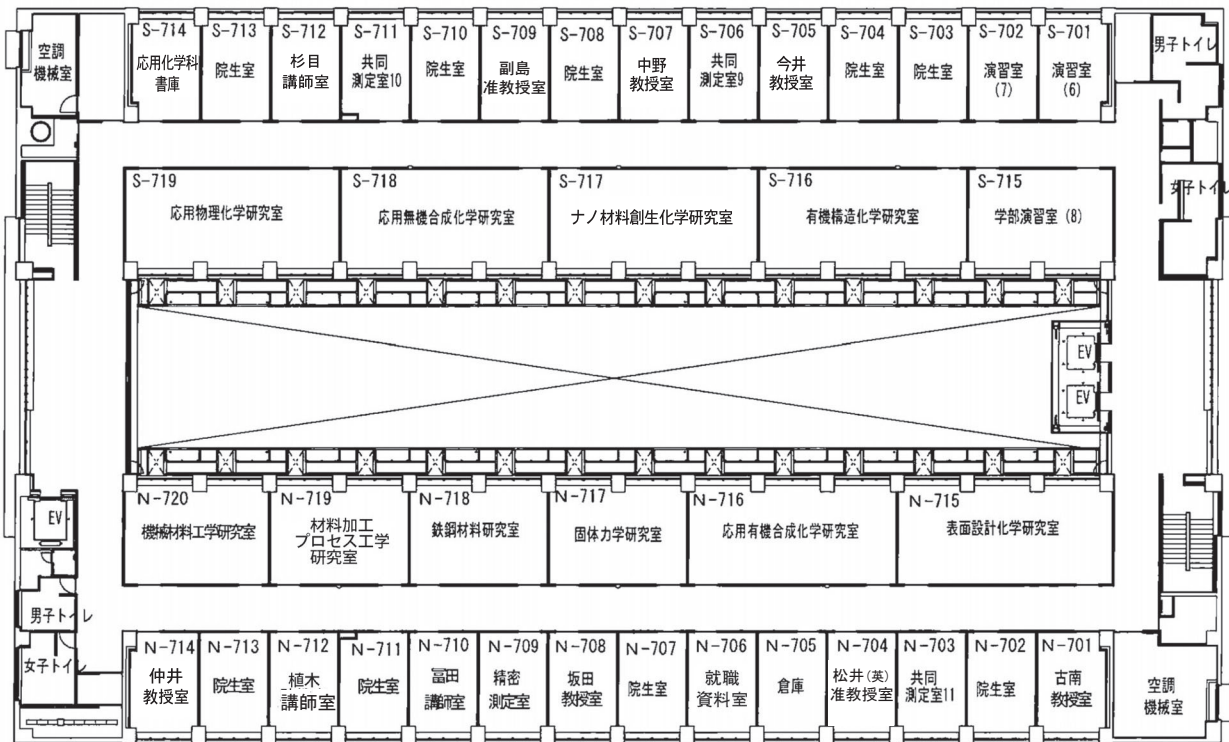 空調
機械室
S-714
応用化学科
書庫
S-713
院生室
S-712
杉目
講師室
S-711
共同
測定室10
S-710
院生室
S-709
副島
准教授室
S-708
院生室
S-707
中野
教授室
S-706
共同
測定室9
S-705
今井
教授室
S-704
院生室
S-703
院生室
S-702
演習室
(7)
S-701
演習室
(6)
男子トイレ
女子トイレ
S-719
応用物理化学研究室
S-718
応用無機合成化学研究室
S-717
ナノ材料創生化学研究室
S-716
有機構造化学研究室
S-715
学部演習室(8)
EV
EV
EV
N-720
機械材料工学研究室
N-719
材料加工
プロセス工学
研究室
N-718
鉄鋼材料研究室
N-717
固体力学研究室
N-716
応用有機合成化学研究室
N-715
表面設計化学研究室
男子トイレ
女子トイレ
N-714
仲井
教授室
N-713
院生室
N-712
植木
講師室
N-711
院生室
N-710
冨田
講師室
N-709
精密
測定室
N-708
坂田
教授室
N-707
院生室
N-706
就職
資料室
N-705
倉庫
N-704
松井(英)
准教授室
N-703
共同
測定室11
N-702
院生室
N-701
古南
教授室
空調
機械室